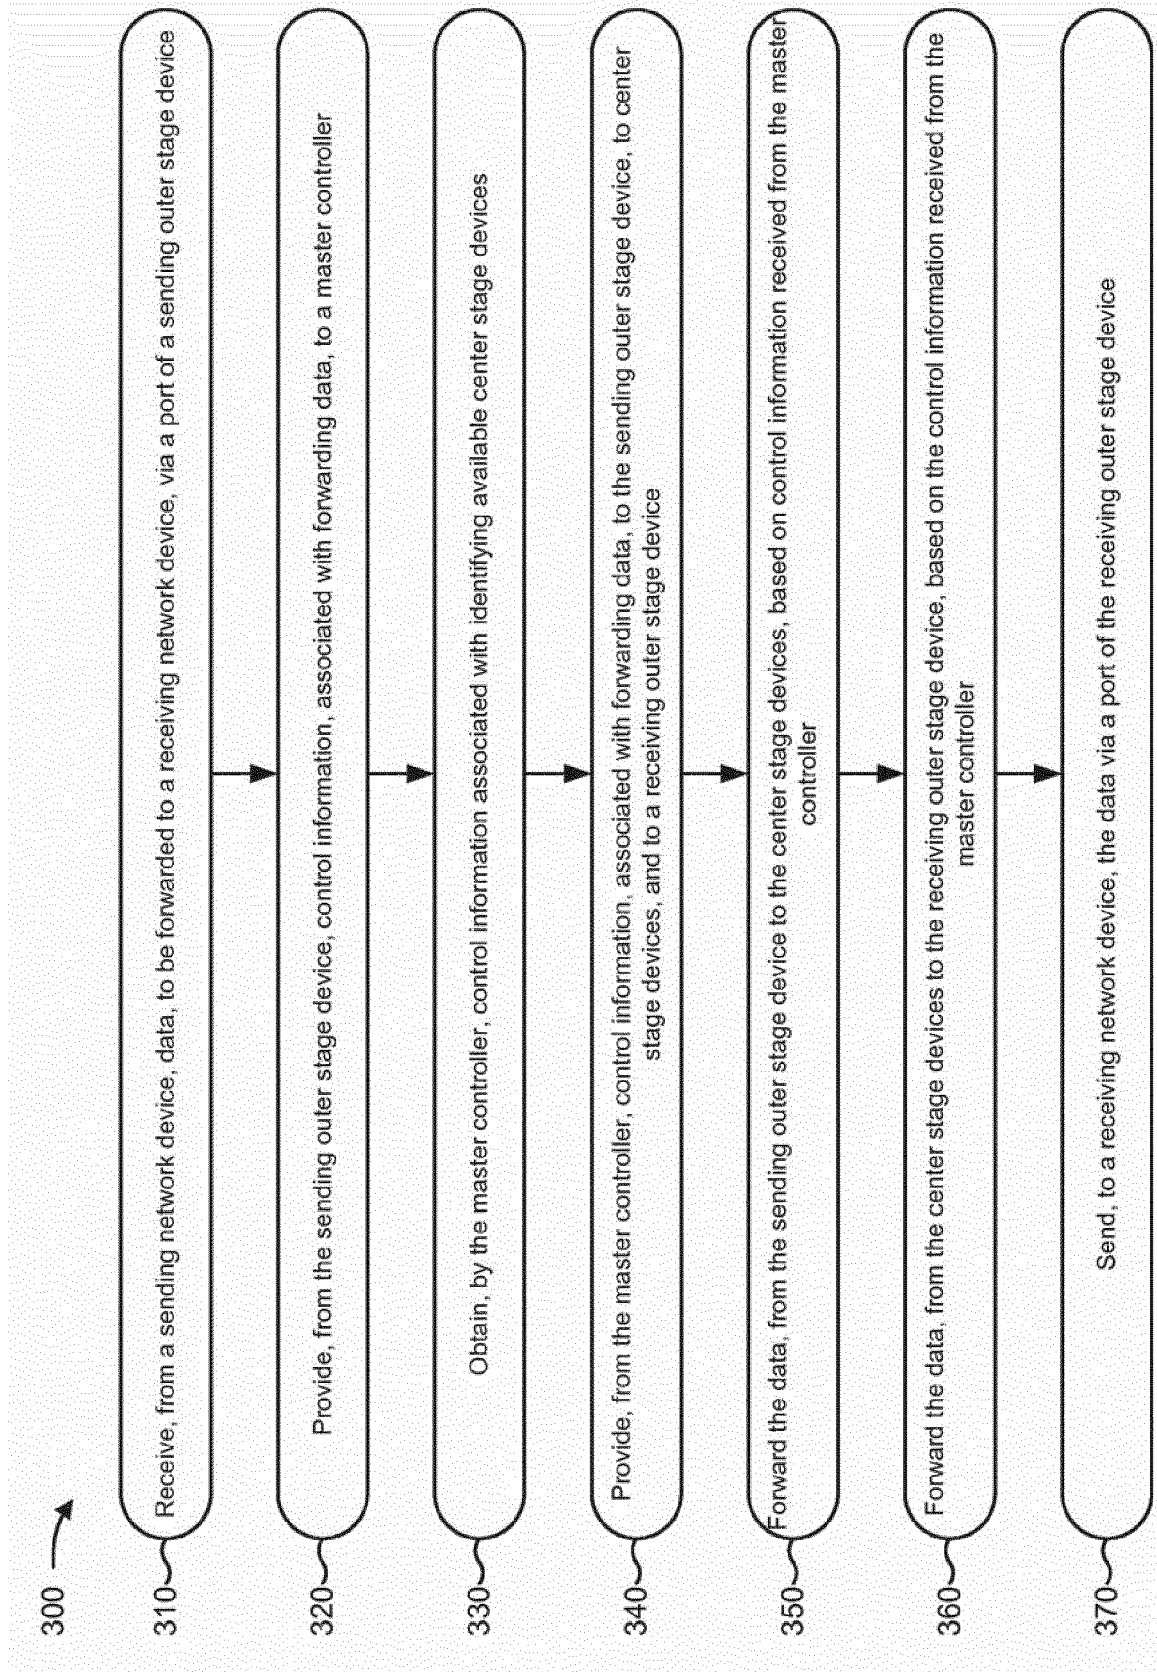 300
310
Receive, from a sending network device, data, to be forwarded to a receiving network device, via a port of a sending outer stage device
320
Provide, from the sending outer stage device, control information, associated with forwarding data, to a master controller
330
Obtain, by the master controller, control information associated with identifying available center stage devices
340
Provide, from the master controller, control information, associated with forwarding data, to the sending outer stage device, to center
stage devices, and to a receiving outer stage device
350
Forward the data, from the sending outer stage device to the center stage devices, based on control information received from the master
controller
360
Forward the data, from the center stage devices to the receiving outer stage device, based on the control information received from the
master controller
370
Send, to a receiving network device, the data via a port of the receiving outer stage device